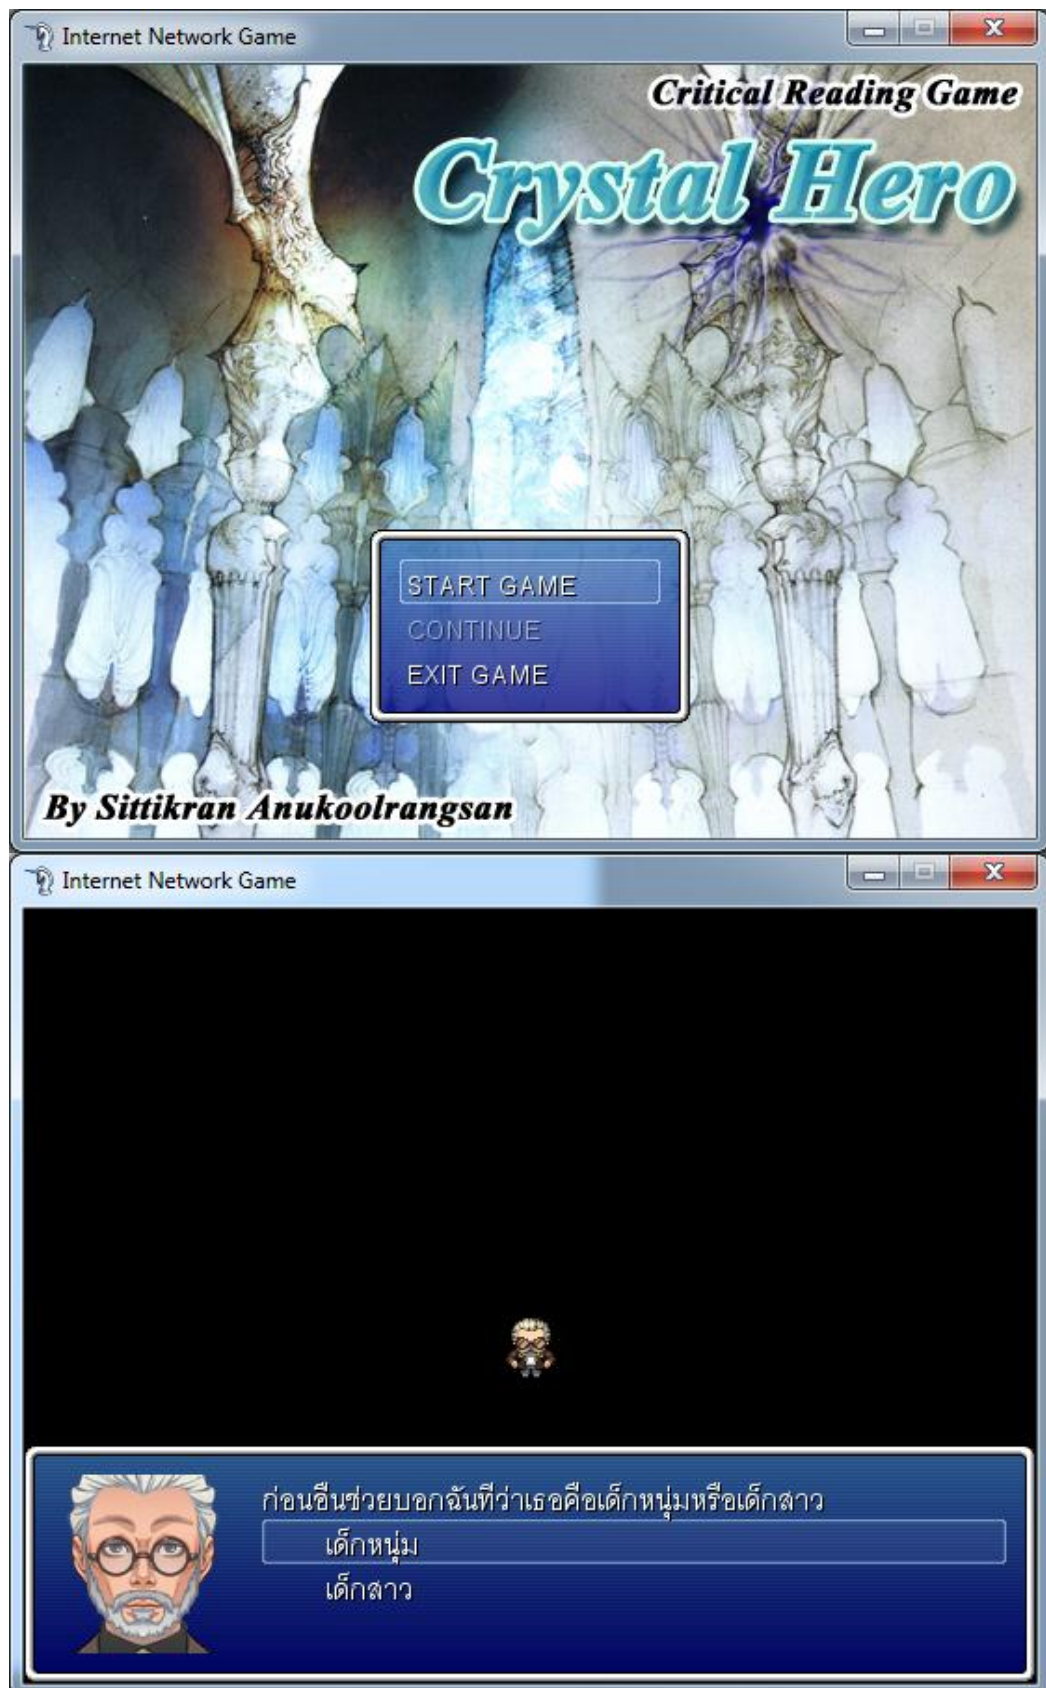 Internet Network Game
Critical Reading Game
Crystal Hero
START GAME
CONTINUE
EXIT GAME
By Sittikran Anukoolrangsan
Internet Network Game
ก่อนอื่นช่วยบอกฉันทีว่าเธอคือเด็กหนุ่มหรือเด็กสาว
เด็กหนุ่ม
เด็กสาว